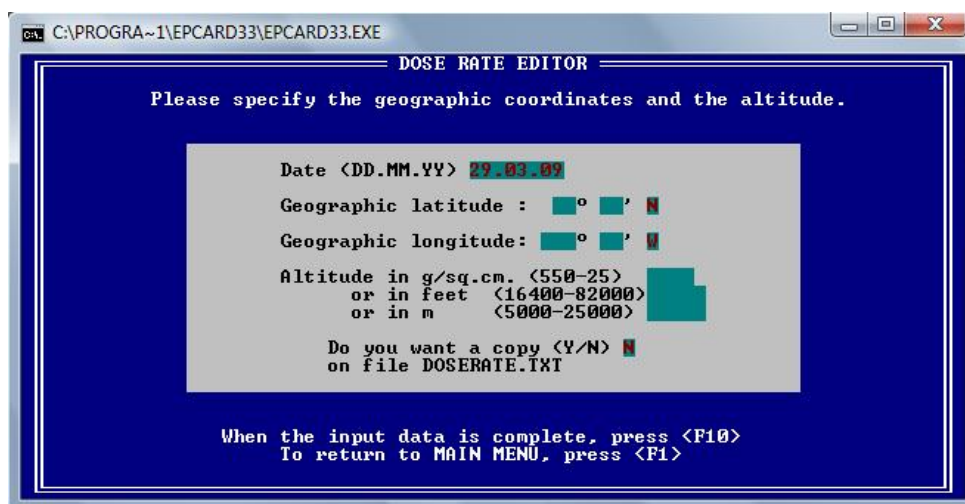 C:\PROGRA~1\EPCARD33\EPCARD33.EXE
DOSE RATE EDITOR
Please specify the geographic coordinates and the altitude.
Date (DD.MM.YY) 29.03.09
Geographic latitude : º ' N
Geographic longitude: º ' W
Altitude in g/sq.cm. (550-25)
or in feet (16400-82000)
or in m (5000-25000)
Do you want a copy (Y/N) N
on file DOSERATE.TXT
When the input data is complete, press <F10>
To return to MAIN MENU, press <F1>